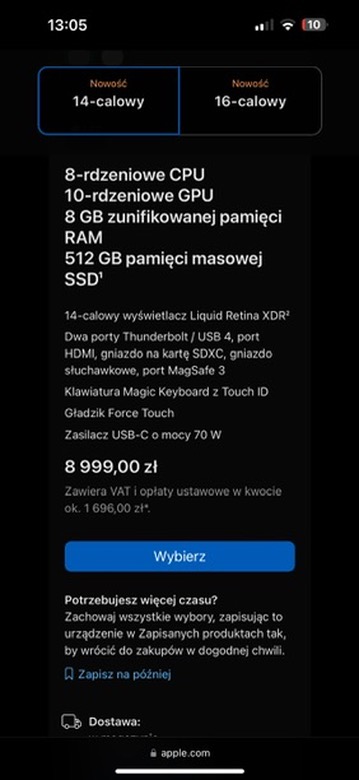 13:05
10
Nowość
14-calowy
Nowość
16-calowy
8-rdzeniowe CPU
10-rdzeniowe GPU
8 GB zunifikowanej pamięci
RAM
512 GB pamięci masowej
SSD¹
14-calowy wyświetlacz Liquid Retina XDR²
Dwa porty Thunderbolt / USB 4, port
HDMI, gniazdo na kartę SDXC, gniazdo
słuchawkowe, port MagSafe 3
Klawiatura Magic Keyboard z Touch ID
Gładzik Force Touch
Zasilacz USB-C o mocy 70 W
8 999,00 zł
Zawiera VAT i opłaty ustawowe w kwocie
ok. 1 696,00 zł*.
Wybierz
Potrzebujesz więcej czasu?
Zachowaj wszystkie wybory, zapisując to
urządzenie w Zapisanych produktach tak,
by wrócić do zakupów w dogodnej chwili.
Zapisz na później
Dostawa:
apple.com